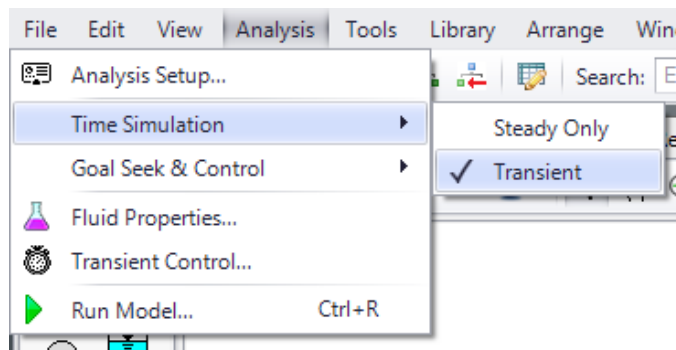 File Edit View Analysis Tools Library Arrange
Analysis Setup... Search:
Time Simulation Steady Only
Goal Seek & Control Transient
Fluid Properties...
Transient Control...
Run Model... Ctrl+R